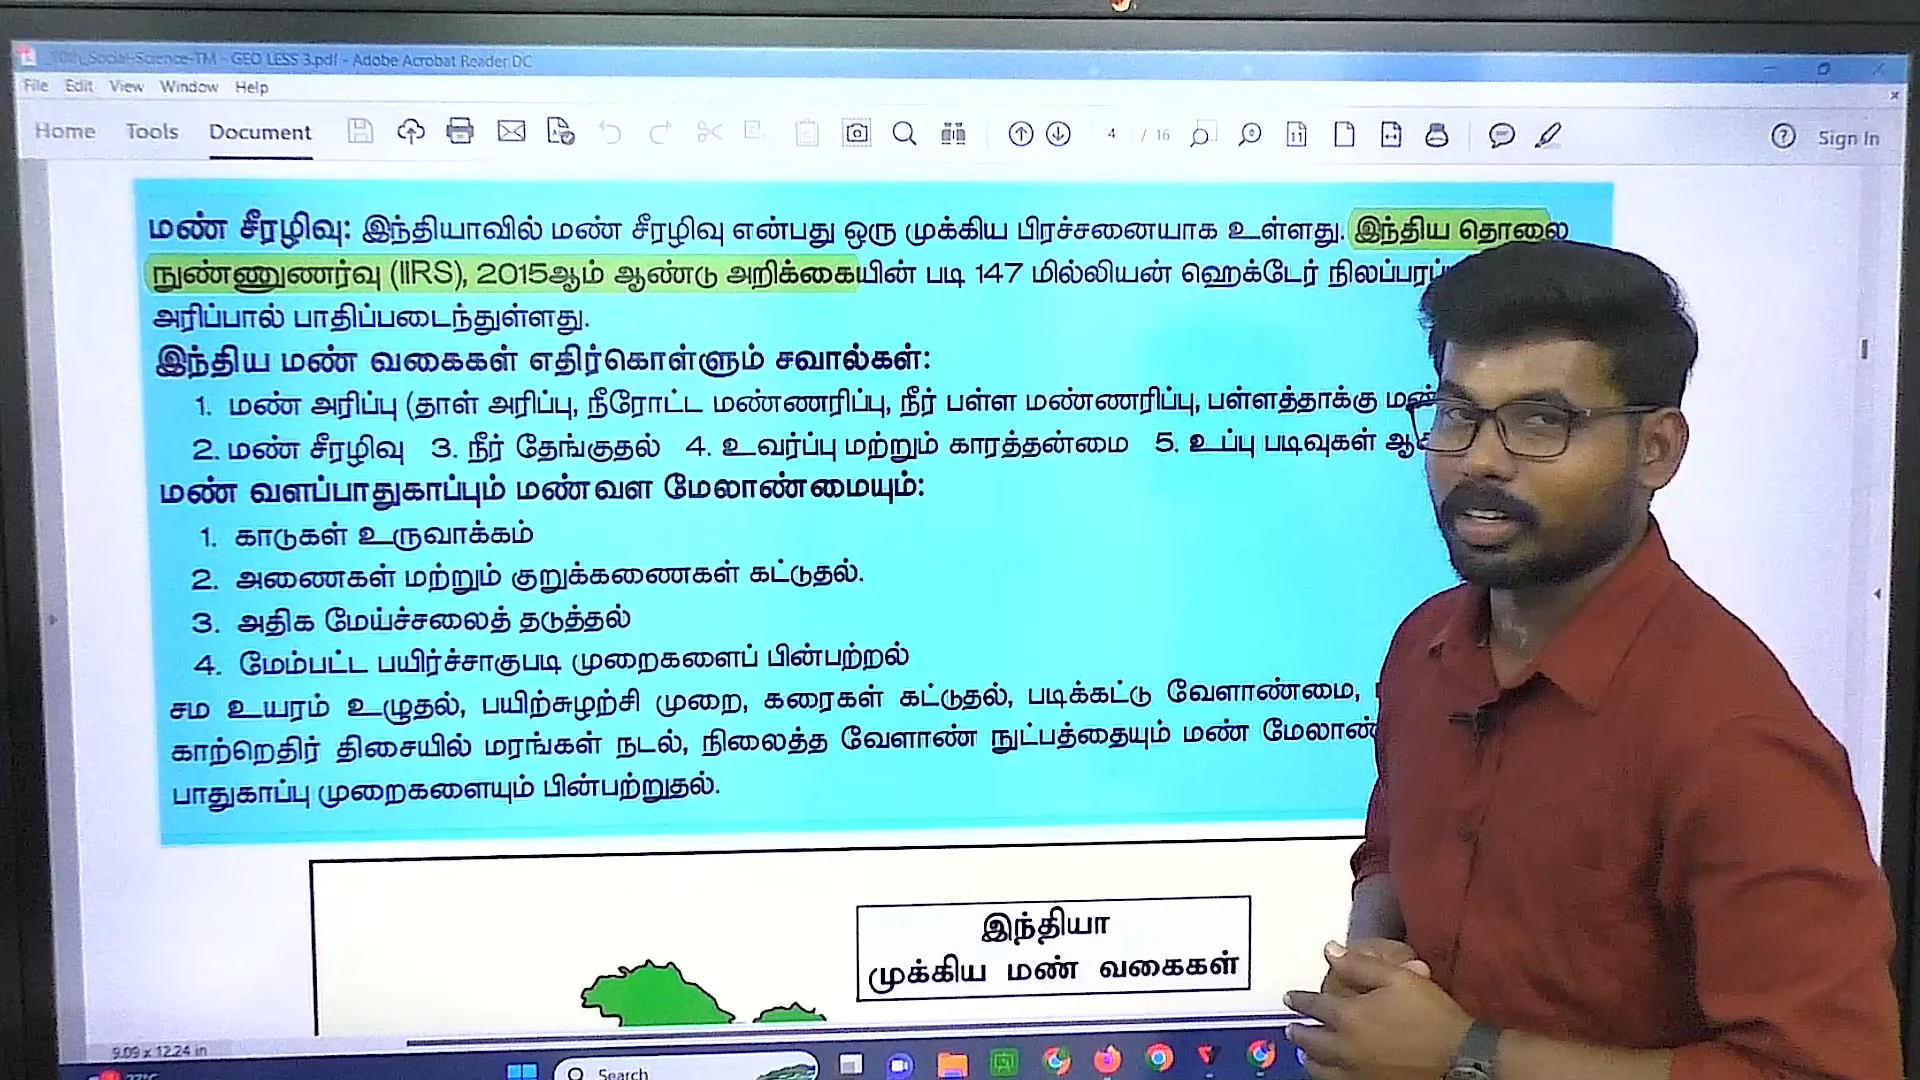 10th_Social-Science-TM - GEO LESS 3.pdf - Adobe Acrobat Reader DC
File Edit View Window Help
Home Tools Document 4 / 16 Sign In
மண் சீரழிவு: இந்தியாவில் மண் சீரழிவு என்பது ஒரு முக்கிய பிரச்சனையாக உள்ளது. இந்திய தொலை
நுண்ணுணர்வு (IIRS), 2015ஆம் ஆண்டு அறிக்கையின் படி 147 மில்லியன் ஹெக்டேர்
அரிப்பால் பாதிப்படைந்துள்ளது.
இந்திய மண் வகைகள் எதிர்கொள்ளும் சவால்கள்:
1. மண் அரிப்பு (தாள் அரிப்பு, நீரோட்ட மண்ணரிப்பு, நீர் பள்ள மண்ணரிப்பு, பள்ளத்தாக்கு
2. மண் சீரழிவு 3. நீர் தேங்குதல் 4. உவர்ப்பு மற்றும் காரத்தன்மை 5. உப்பு படிவுகள்
மண் வளப்பாதுகாப்பும் மண்வள மேலாண்மையும்:
1. காடுகள் உருவாக்கம்
2. அணைகள் மற்றும் குறுக்கணைகள் கட்டுதல்.
3. அதிக மேய்ச்சலைத் தடுத்தல்
4. மேம்பட்ட பயிர்ச்சாகுபடி முறைகளைப் பின்பற்றல்
சம உயரம் உழுதல், பயிற்சுழற்சி முறை, கரைகள் கட்டுதல், படிக்கட்டு வேளாண்மை,
காற்றெதிர் திசையில் மரங்கள் நடல், நிலைத்த வேளாண் நுட்பத்தையும் மண்
பாதுகாப்பு முறைகளையும் பின்பற்றுதல்.
இந்தியா
முக்கிய மண் வகைகள்
9.09 x 12.24 in
27°C Search